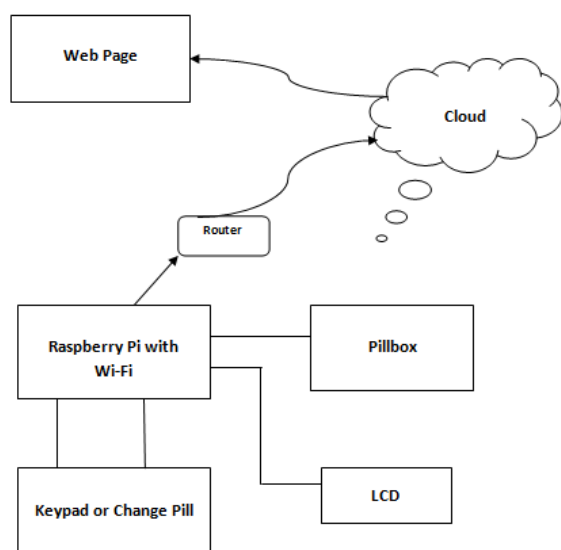 Web Page
Cloud
Router
Raspberry Pi with
Wi-Fi
Pillbox
Keypad or Change Pill
LCD